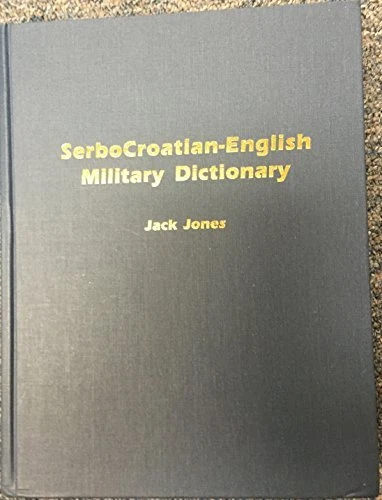 SerboCroatian-English
Military Dictionary
Jack Jones